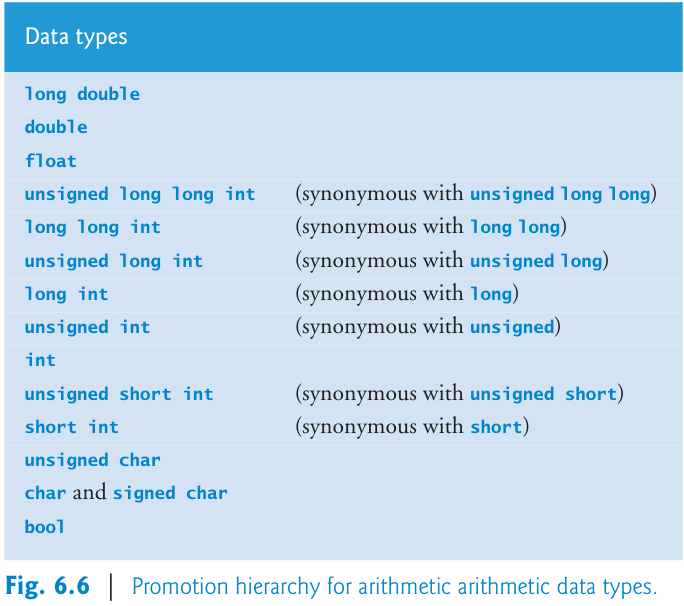 Data types
long double
double
float
unsigned long long int (synonymous with unsigned long long)
long long int (synonymous with long long)
unsigned long int (synonymous with unsigned long)
long int (synonymous with long)
unsigned int (synonymous with unsigned)
int
unsigned short int (synonymous with unsigned short)
short int (synonymous with short)
unsigned char
char and signed char
bool
Fig. 6.6 | Promotion hierarchy for arithmetic arithmetic data types.